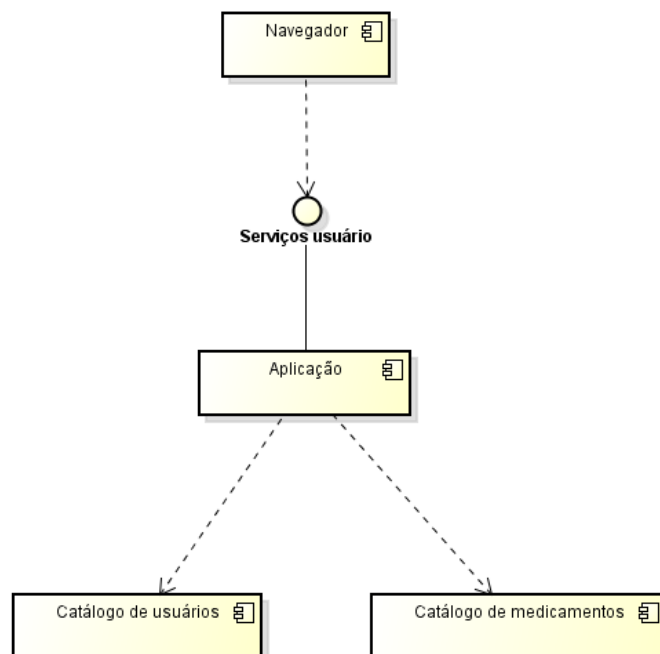 Navegador
Serviços usuário
Aplicação
Catálogo de usuários
Catálogo de medicamentos